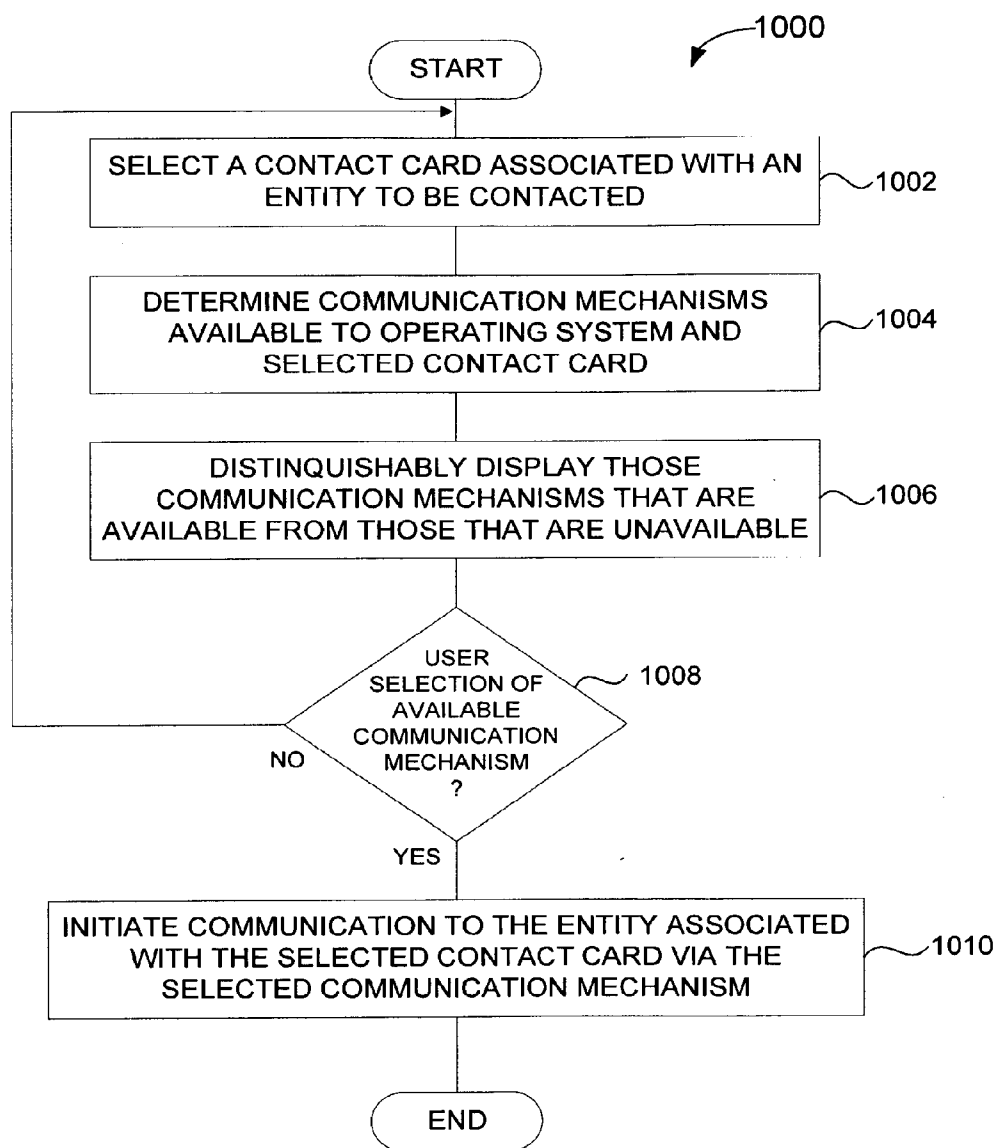 1000
START
SELECT A CONTACT CARD ASSOCIATED WITH AN
ENTITY TO BE CONTACTED
1002
DETERMINE COMMUNICATION MECHANISMS
AVAILABLE TO OPERATING SYSTEM AND
SELECTED CONTACT CARD
1004
DISTINQUISHABLY DISPLAY THOSE
COMMUNICATION MECHANISMS THAT ARE
AVAILABLE FROM THOSE THAT ARE UNAVAILABLE
1006
USER
SELECTION OF
AVAILABLE
COMMUNICATION
MECHANISM
?
1008
NO
YES
INITIATE COMMUNICATION TO THE ENTITY ASSOCIATED
WITH THE SELECTED CONTACT CARD VIA THE
SELECTED COMMUNICATION MECHANISM
1010
END